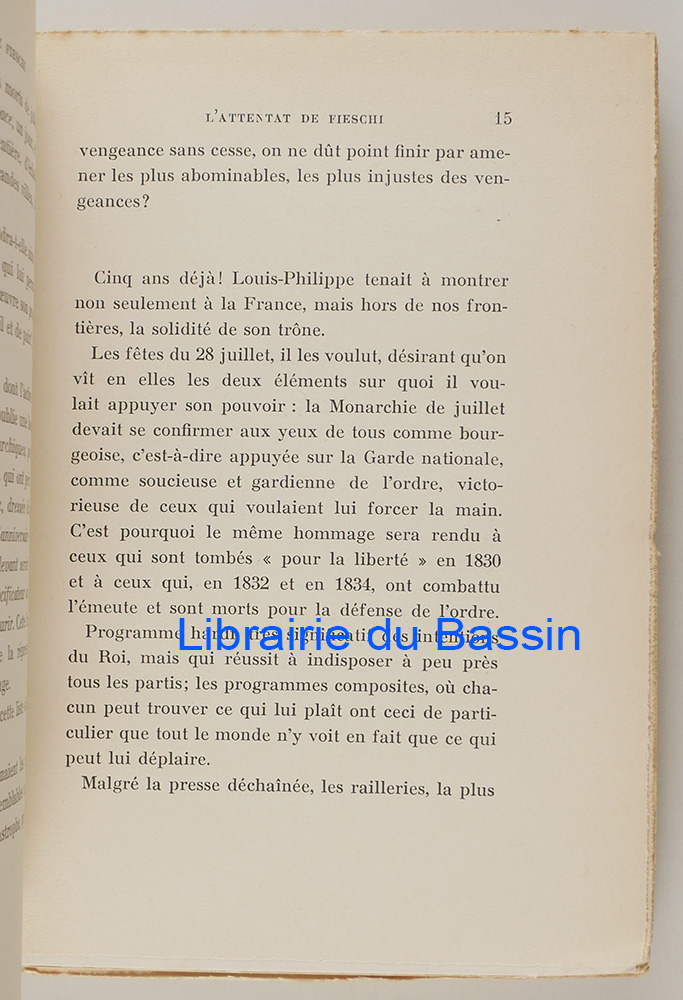 L'ATTENTAT DE FIESCHI 15
vengeance sans cesse, on ne dût point finir par ame-
ner les plus abominables, les plus injustes des ven-
geances?
Cinq ans déjà! Louis-Philippe tenait à montrer
non seulement à la France, mais hors de nos fron-
tières, la solidité de son trône.
Les fêtes du 28 juillet, il les voulut, désirant qu'on
vît en elles les deux éléments sur quoi il vou-
lait appuyer son pouvoir : la Monarchie de juillet
devait se confirmer aux yeux de tous comme bour-
geoise, c'est-à-dire appuyée sur la Garde nationale,
comme soucieuse et gardienne de l'ordre, victo-
rieuse de ceux qui voulaient lui forcer la main.
C'est pourquoi le même hommage sera rendu à
ceux qui sont tombés « pour la liberté » en 1830
et à ceux qui, en 1832 et en 1834, ont combattu
l'émeute et sont morts pour la défense de l'ordre.
Programme hardi, très significatif des intentions
Librairie du Bassin
du Roi, mais qui réussit à indisposer à peu près
tous les partis; les programmes composites, où cha-
cun peut trouver ce qui lui plaît ont ceci de parti-
culier que tout le monde n'y voit en fait que ce qui
peut lui déplaire.
Malgré la presse déchaînée, les railleries, la plus